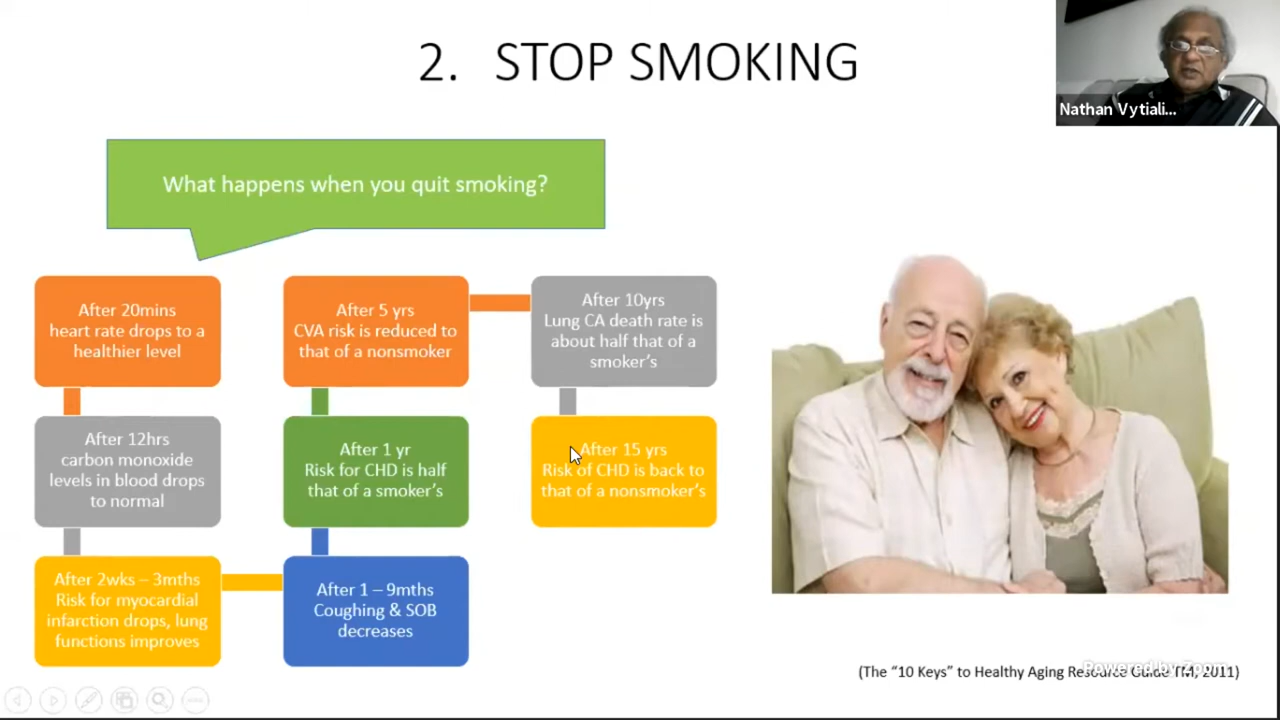 2. STOP SMOKING
Nathan Vytiali...
What happens when you quit smoking?
After 20mins
heart rate drops to a
healthier level
After 12hrs
carbon monoxide
levels in blood drops
to normal
After 2wks – 3mths
Risk for myocardial
infarction drops, lung
functions improves
After 1 – 9mths
Coughing & SOB
decreases
After 1 yr
Risk for CHD is half
that of a smoker's
After 5 yrs
CVA risk is reduced to
that of a nonsmoker
After 10yrs
Lung CA death rate is
about half that of a
smoker's
After 15 yrs
Risk of CHD is back to
that of a nonsmoker's
(The "10 Keys" to Healthy Aging Resource Guide TM, 2011)
Powered by Zoom